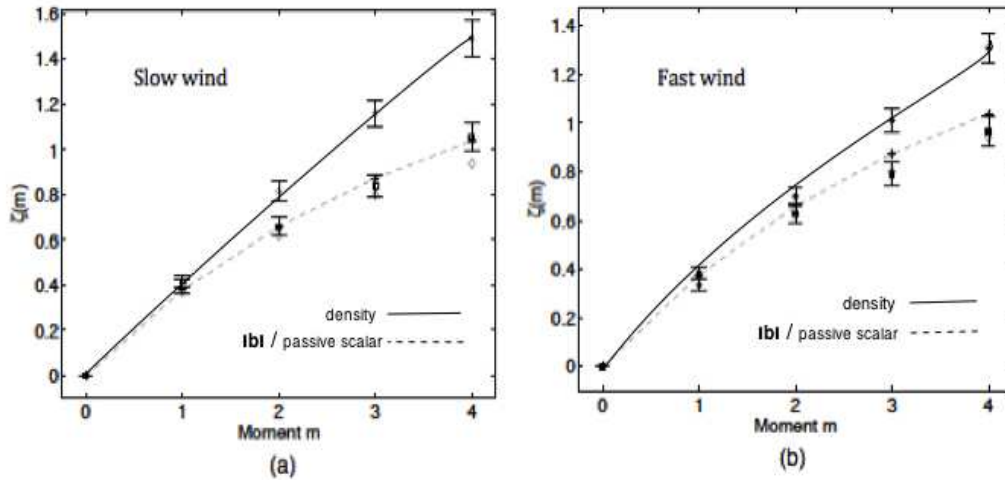 1.6
1.4
1.2
1
0.8
0.6
0.4
0.2
0
ζ(m)
Slow wind
density
|b| / passive scalar
0 1 2 3 4
Moment m
(a)
1.4
1.2
1
0.8
0.6
0.4
0.2
0
ζ(m)
Fast wind
density
|b| / passive scalar
0 1 2 3 4
Moment m
(b)